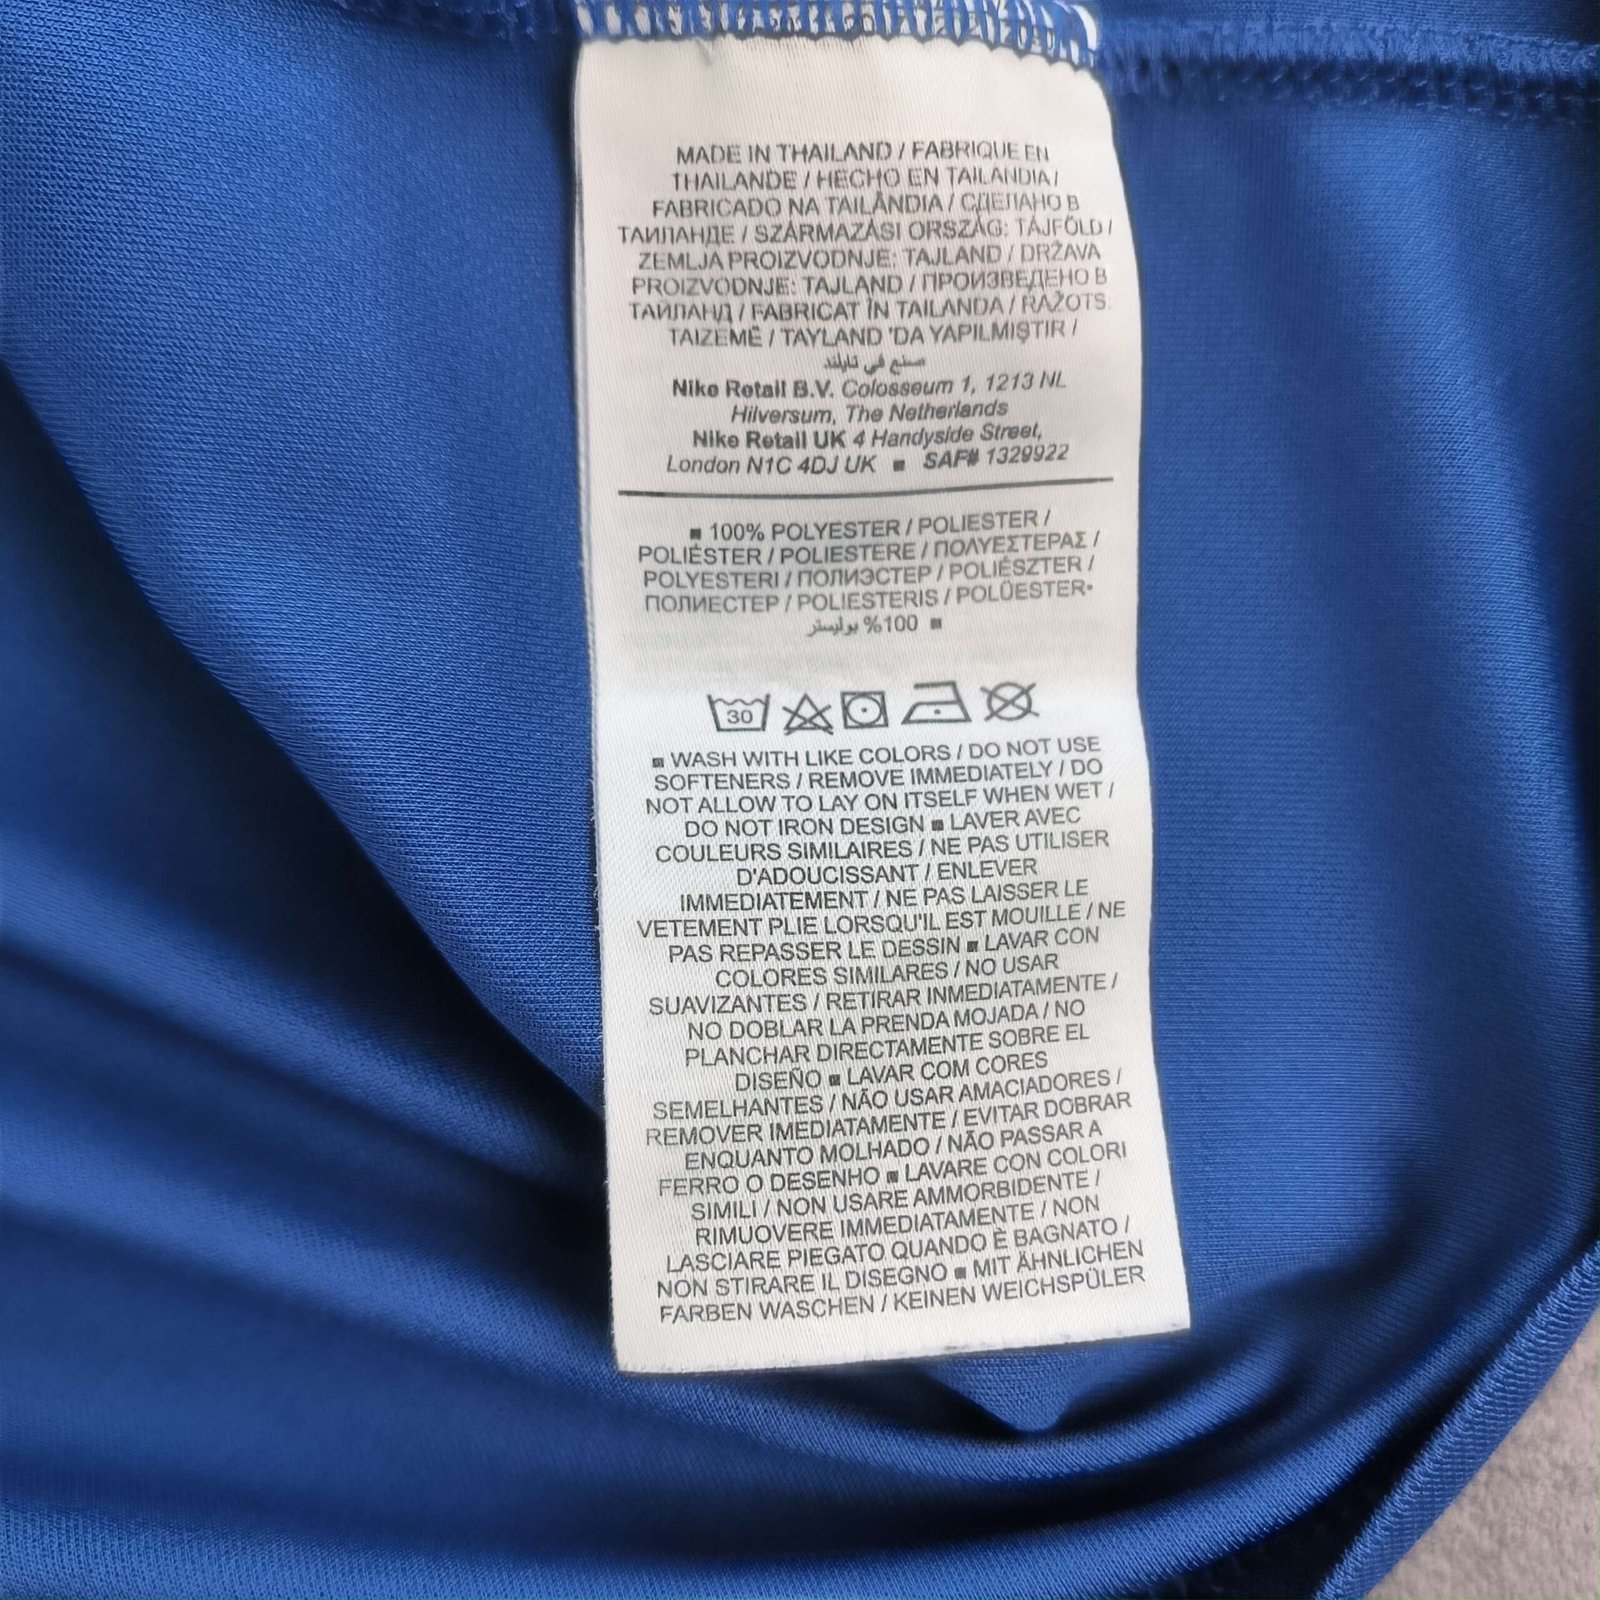 MADE IN THAILAND / FABRIQUE EN
THAILANDE / HECHO EN TAILANDIA /
FABRICADO NA TAILÂNDIA / СДЕЛАНО В
ТАИЛАНДЕ / SZÁRMAZÁSI ORSZÁG: TÁJFÖLD /
ZEMLJA PROIZVODNJE: TAJLAND / DRŽAVA
PROIZVODNJE: TAJLAND / ПРОИЗВЕДЕНО В
ТАЙЛАНД / FABRICAT ÎN TAILANDA / RAŽOTS.
TAIZEMĒ / TAYLAND 'DA YAPILMIŞTIR /
صنع في تايلند
Nike Retail B.V. Colosseum 1, 1213 NL
Hilversum, The Netherlands
Nike Retail UK 4 Handyside Street,
London N1C 4DJ UK ■ SAF# 1329922
■ 100% POLYESTER / POLIESTER /
POLIÉSTER / POLIESTERE / ΠΟΛΥΕΣΤΕΡΑΣ /
POLYESTERI / ПОЛИЭСТЕР / POLIÉSZTER /
ПОЛИЕСТЕР / POLIESTERIS / POLÜESTER•
100% بوليستر ■
30
■ WASH WITH LIKE COLORS / DO NOT USE
SOFTENERS / REMOVE IMMEDIATELY / DO
NOT ALLOW TO LAY ON ITSELF WHEN WET /
DO NOT IRON DESIGN ■ LAVER AVEC
COULEURS SIMILAIRES / NE PAS UTILISER
D'ADOUCISSANT / ENLEVER
IMMEDIATEMENT / NE PAS LAISSER LE
VETEMENT PLIE LORSQU'IL EST MOUILLE / NE
PAS REPASSER LE DESSIN ■ LAVAR CON
COLORES SIMILARES / NO USAR
SUAVIZANTES / RETIRAR INMEDIATAMENTE /
NO DOBLAR LA PRENDA MOJADA / NO
PLANCHAR DIRECTAMENTE SOBRE EL
DISEÑO ■ LAVAR COM CORES
SEMELHANTES / NÃO USAR AMACIADORES /
REMOVER IMEDIATAMENTE / EVITAR DOBRAR
ENQUANTO MOLHADO / NÃO PASSAR A
FERRO O DESENHO ■ LAVARE CON COLORI
SIMILI / NON USARE AMMORBIDENTE /
RIMUOVERE IMMEDIATAMENTE / NON
LASCIARE PIEGATO QUANDO È BAGNATO /
NON STIRARE IL DISEGNO ■ MIT ÄHNLICHEN
FARBEN WASCHEN / KEINEN WEICHSPÜLER